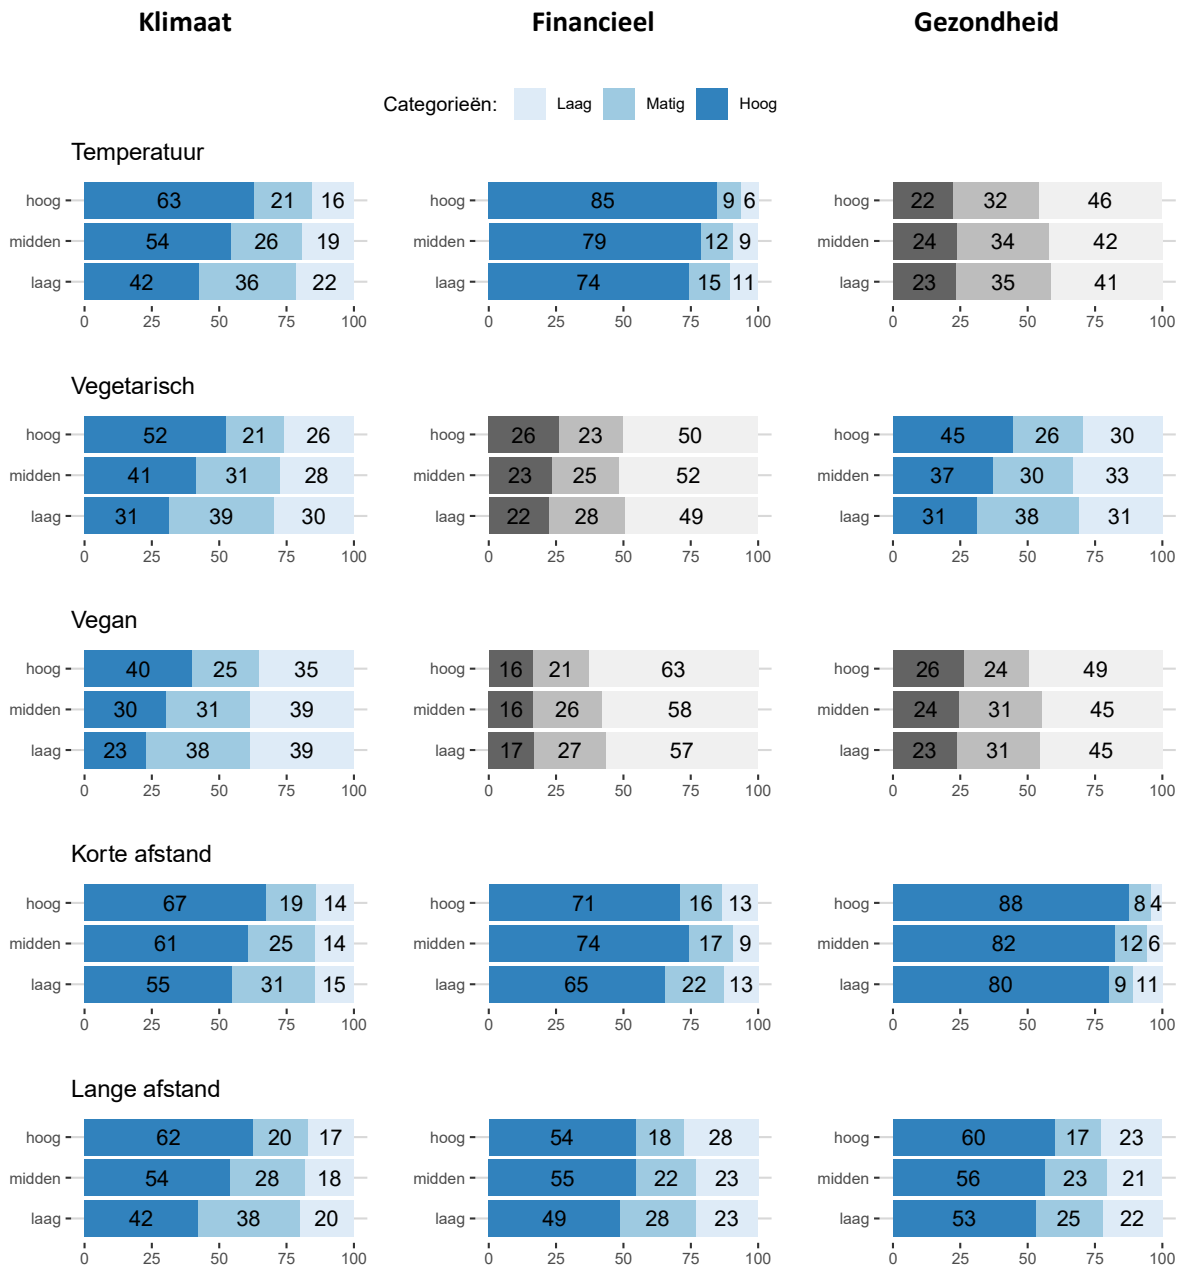 Klimaat Financieel Gezondheid
Categorieën: Laag Matig Hoog
Temperatuur
hoog 63 21 16 hoog 85 9 6 hoog 22 32 46
midden 54 26 19 midden 79 12 9 midden 24 34 42
laag 42 36 22 laag 74 15 11 laag 23 35 41
0 25 50 75 100 0 25 50 75 100 0 25 50 75 100
Vegetarisch
hoog 52 21 26 hoog 26 23 50 hoog 45 26 30
midden 41 31 28 midden 23 25 52 midden 37 30 33
laag 31 39 30 laag 22 28 49 laag 31 38 31
0 25 50 75 100 0 25 50 75 100 0 25 50 75 100
Vegan
hoog 40 25 35 hoog 16 21 63 hoog 26 24 49
midden 30 31 39 midden 16 26 58 midden 24 31 45
laag 23 38 39 laag 17 27 57 laag 23 31 45
0 25 50 75 100 0 25 50 75 100 0 25 50 75 100
Korte afstand
hoog 67 19 14 hoog 71 16 13 hoog 88 8 4
midden 61 25 14 midden 74 17 9 midden 82 12 6
laag 55 31 15 laag 65 22 13 laag 80 9 11
0 25 50 75 100 0 25 50 75 100 0 25 50 75 100
Lange afstand
hoog 62 20 17 hoog 54 18 28 hoog 60 17 23
midden 54 28 18 midden 55 22 23 midden 56 23 21
laag 42 38 20 laag 49 28 23 laag 53 25 22
0 25 50 75 100 0 25 50 75 100 0 25 50 75 100